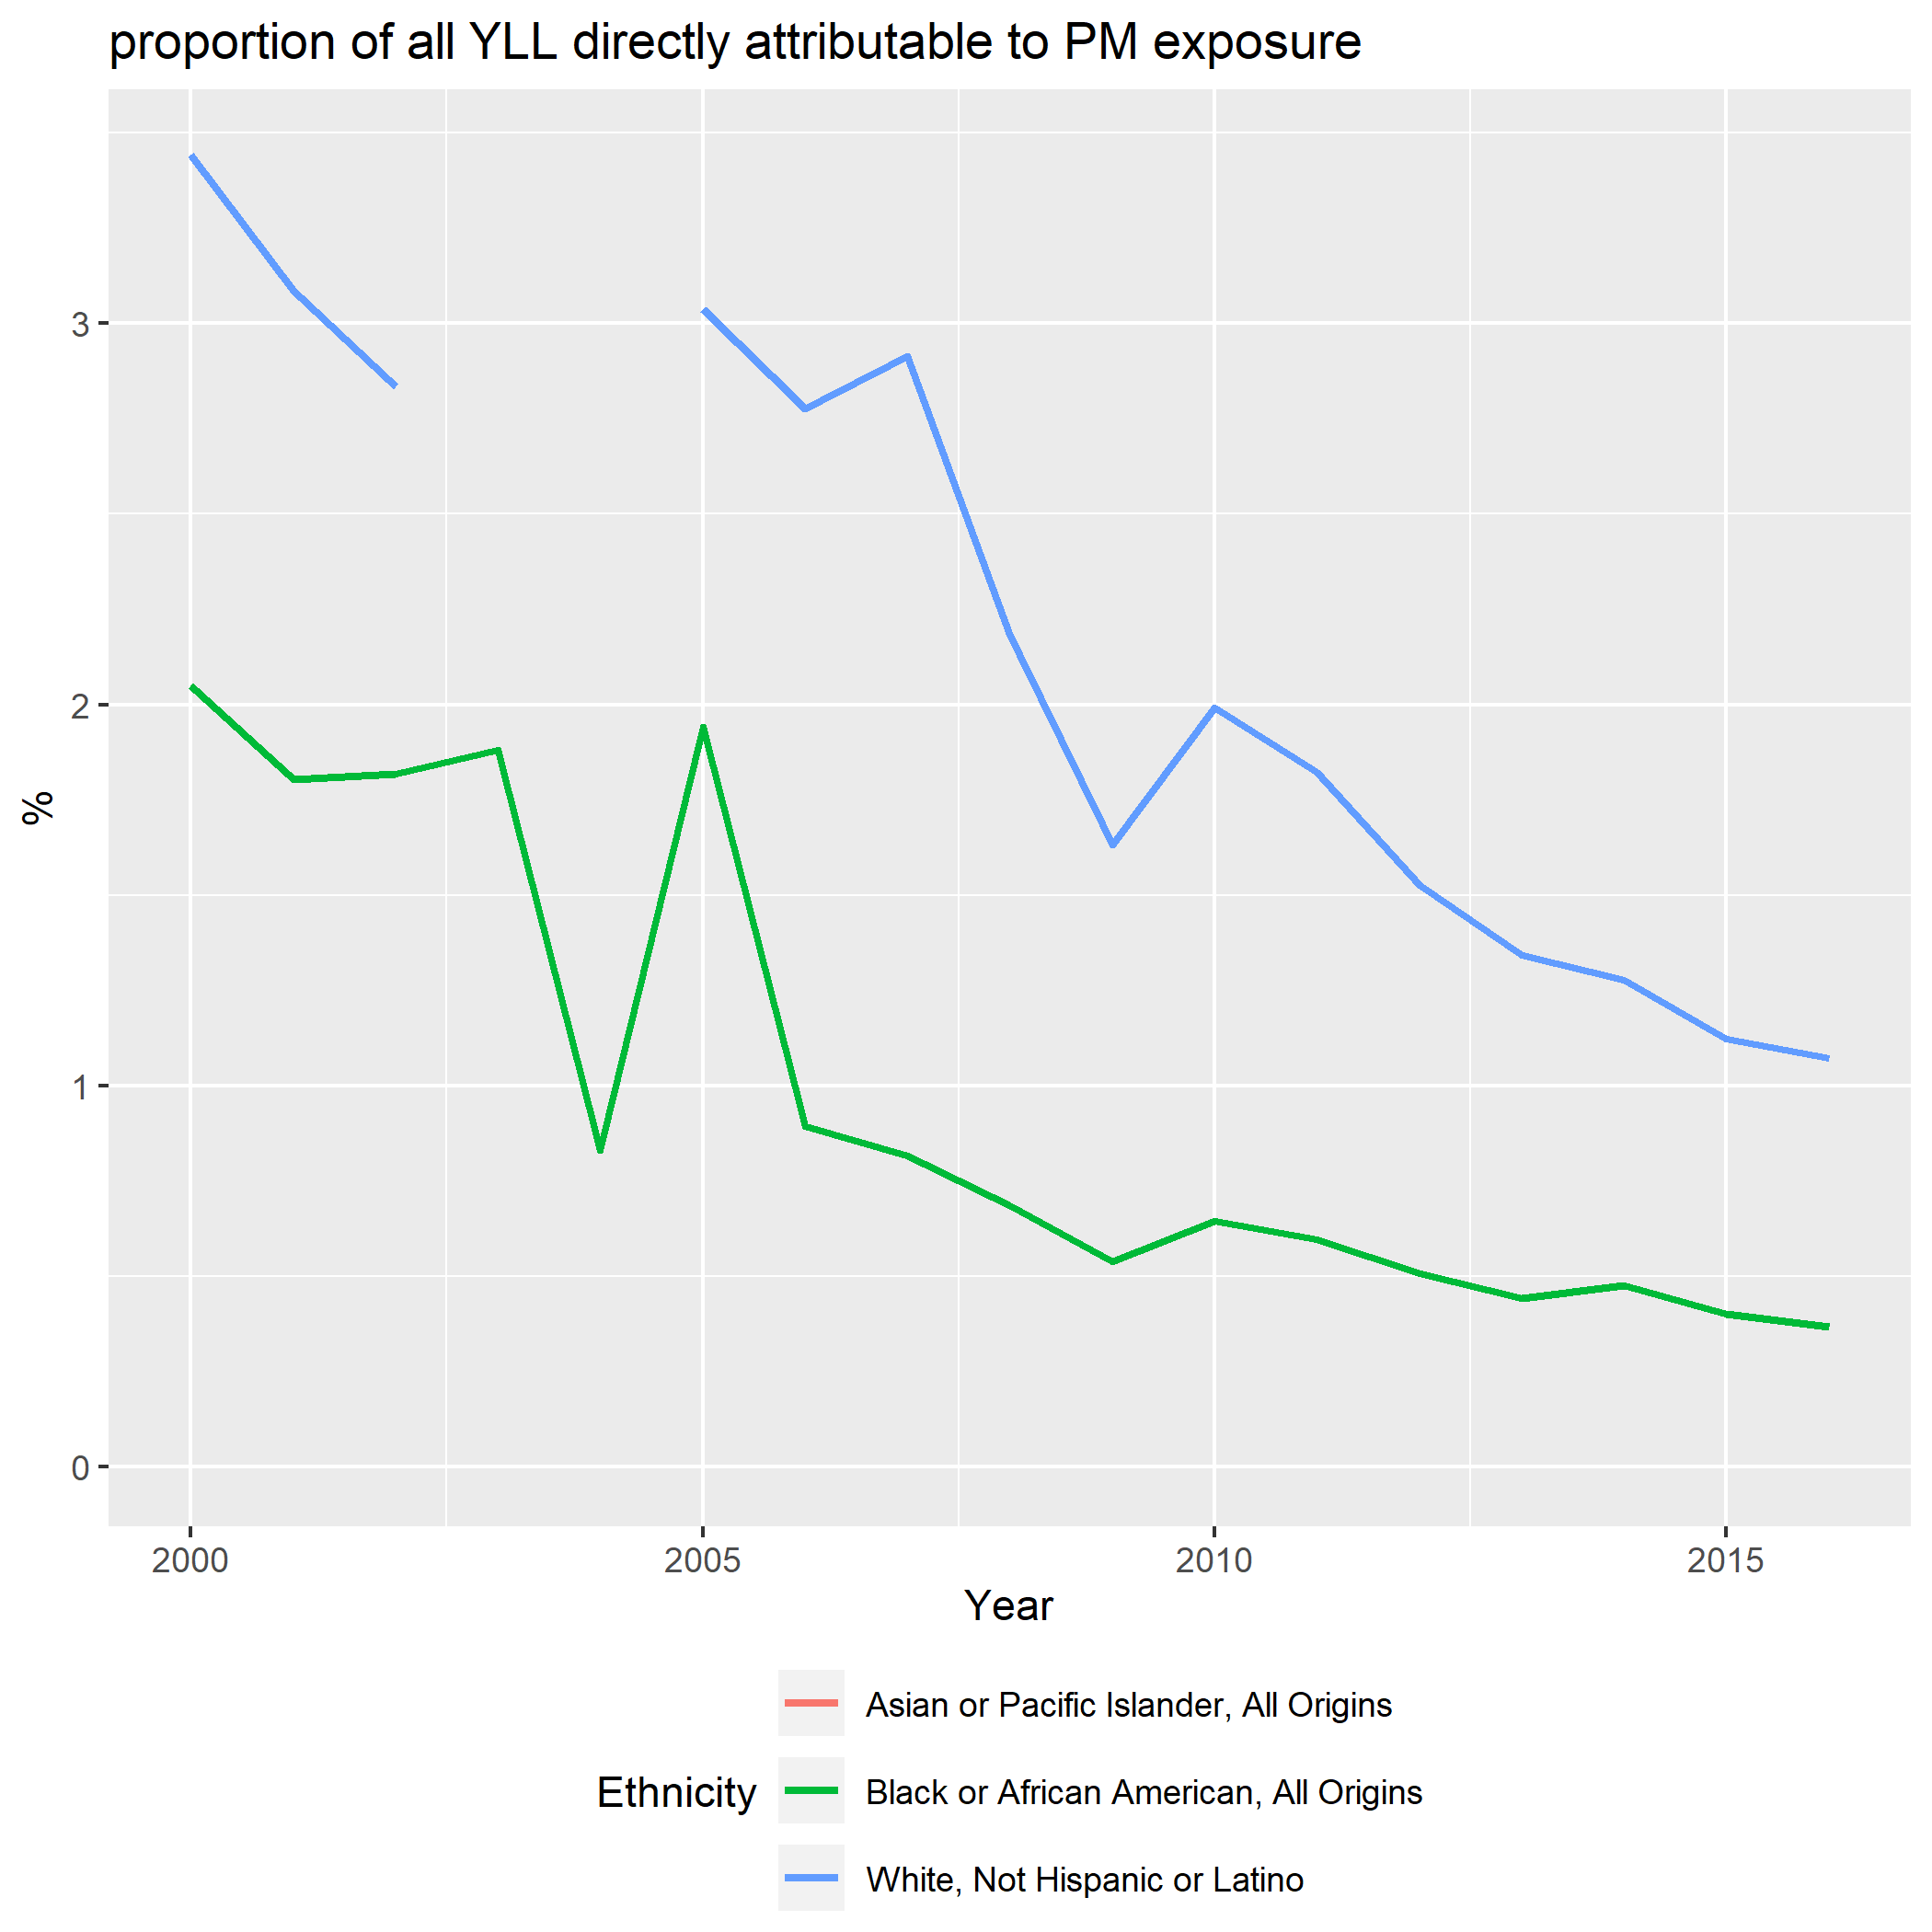 proportion of all YLL directly attributable to PM exposure
3
2
1
0
%
2000 2005 2010 2015
Year
Ethnicity
Asian or Pacific Islander, All Origins
Black or African American, All Origins
White, Not Hispanic or Latino